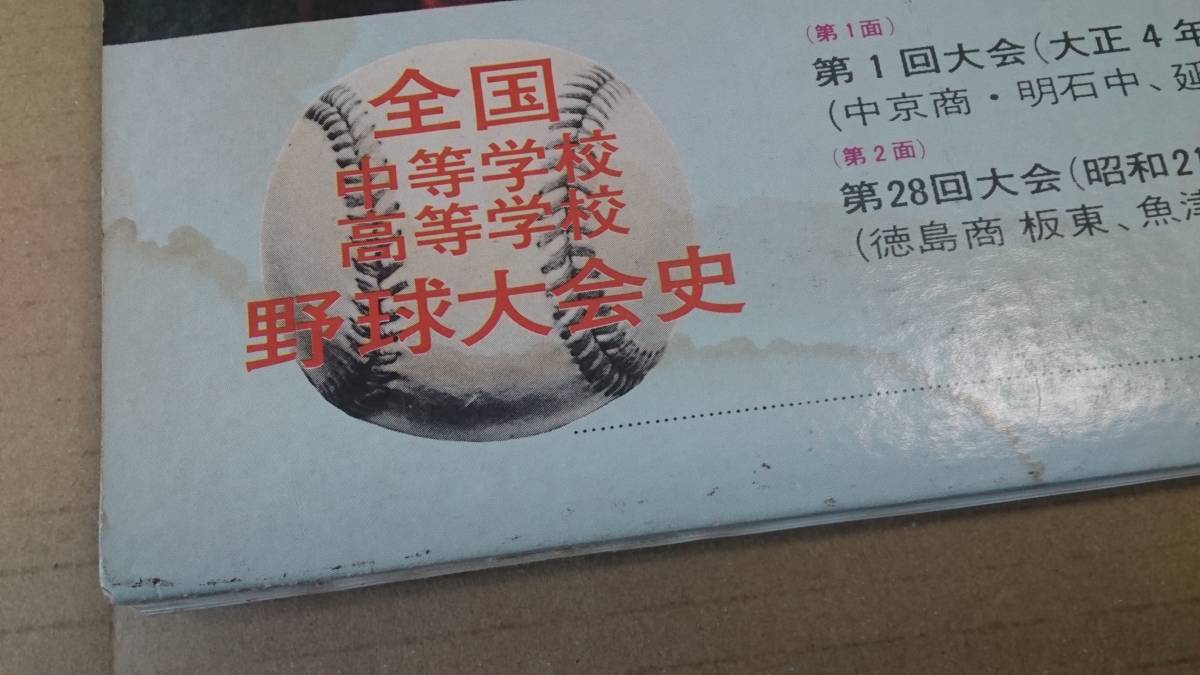 全国
中等学校
高等学校
野球大会史
(第1面)
第1回大会(大正4年
(中京商・明石中、延
(第2面)
第28回大会(昭和21
(徳島商 板東、魚津